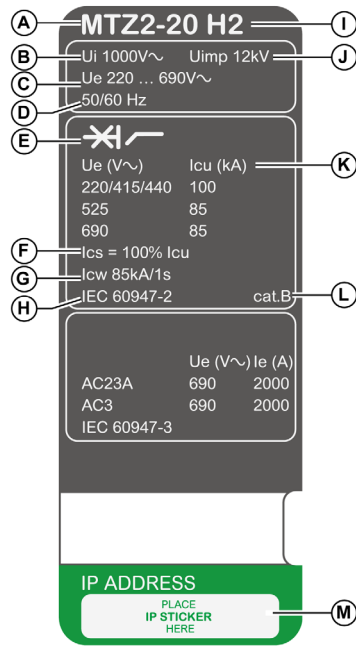 A MTZ2-20 H2 I
B Ui 1000V∿ Uimp 12kV J
C Ue 220 ... 690V∿
D 50/60 Hz
E
Ue (V∿) Icu (kA) K
220/415/440 100
525 85
690 85
F Ics = 100% Icu
G Icw 85kA/1s
H IEC 60947-2 cat.B L
Ue (V∿) Ie (A)
AC23A 690 2000
AC3 690 2000
IEC 60947-3
IP ADDRESS
PLACE
IP STICKER M
HERE